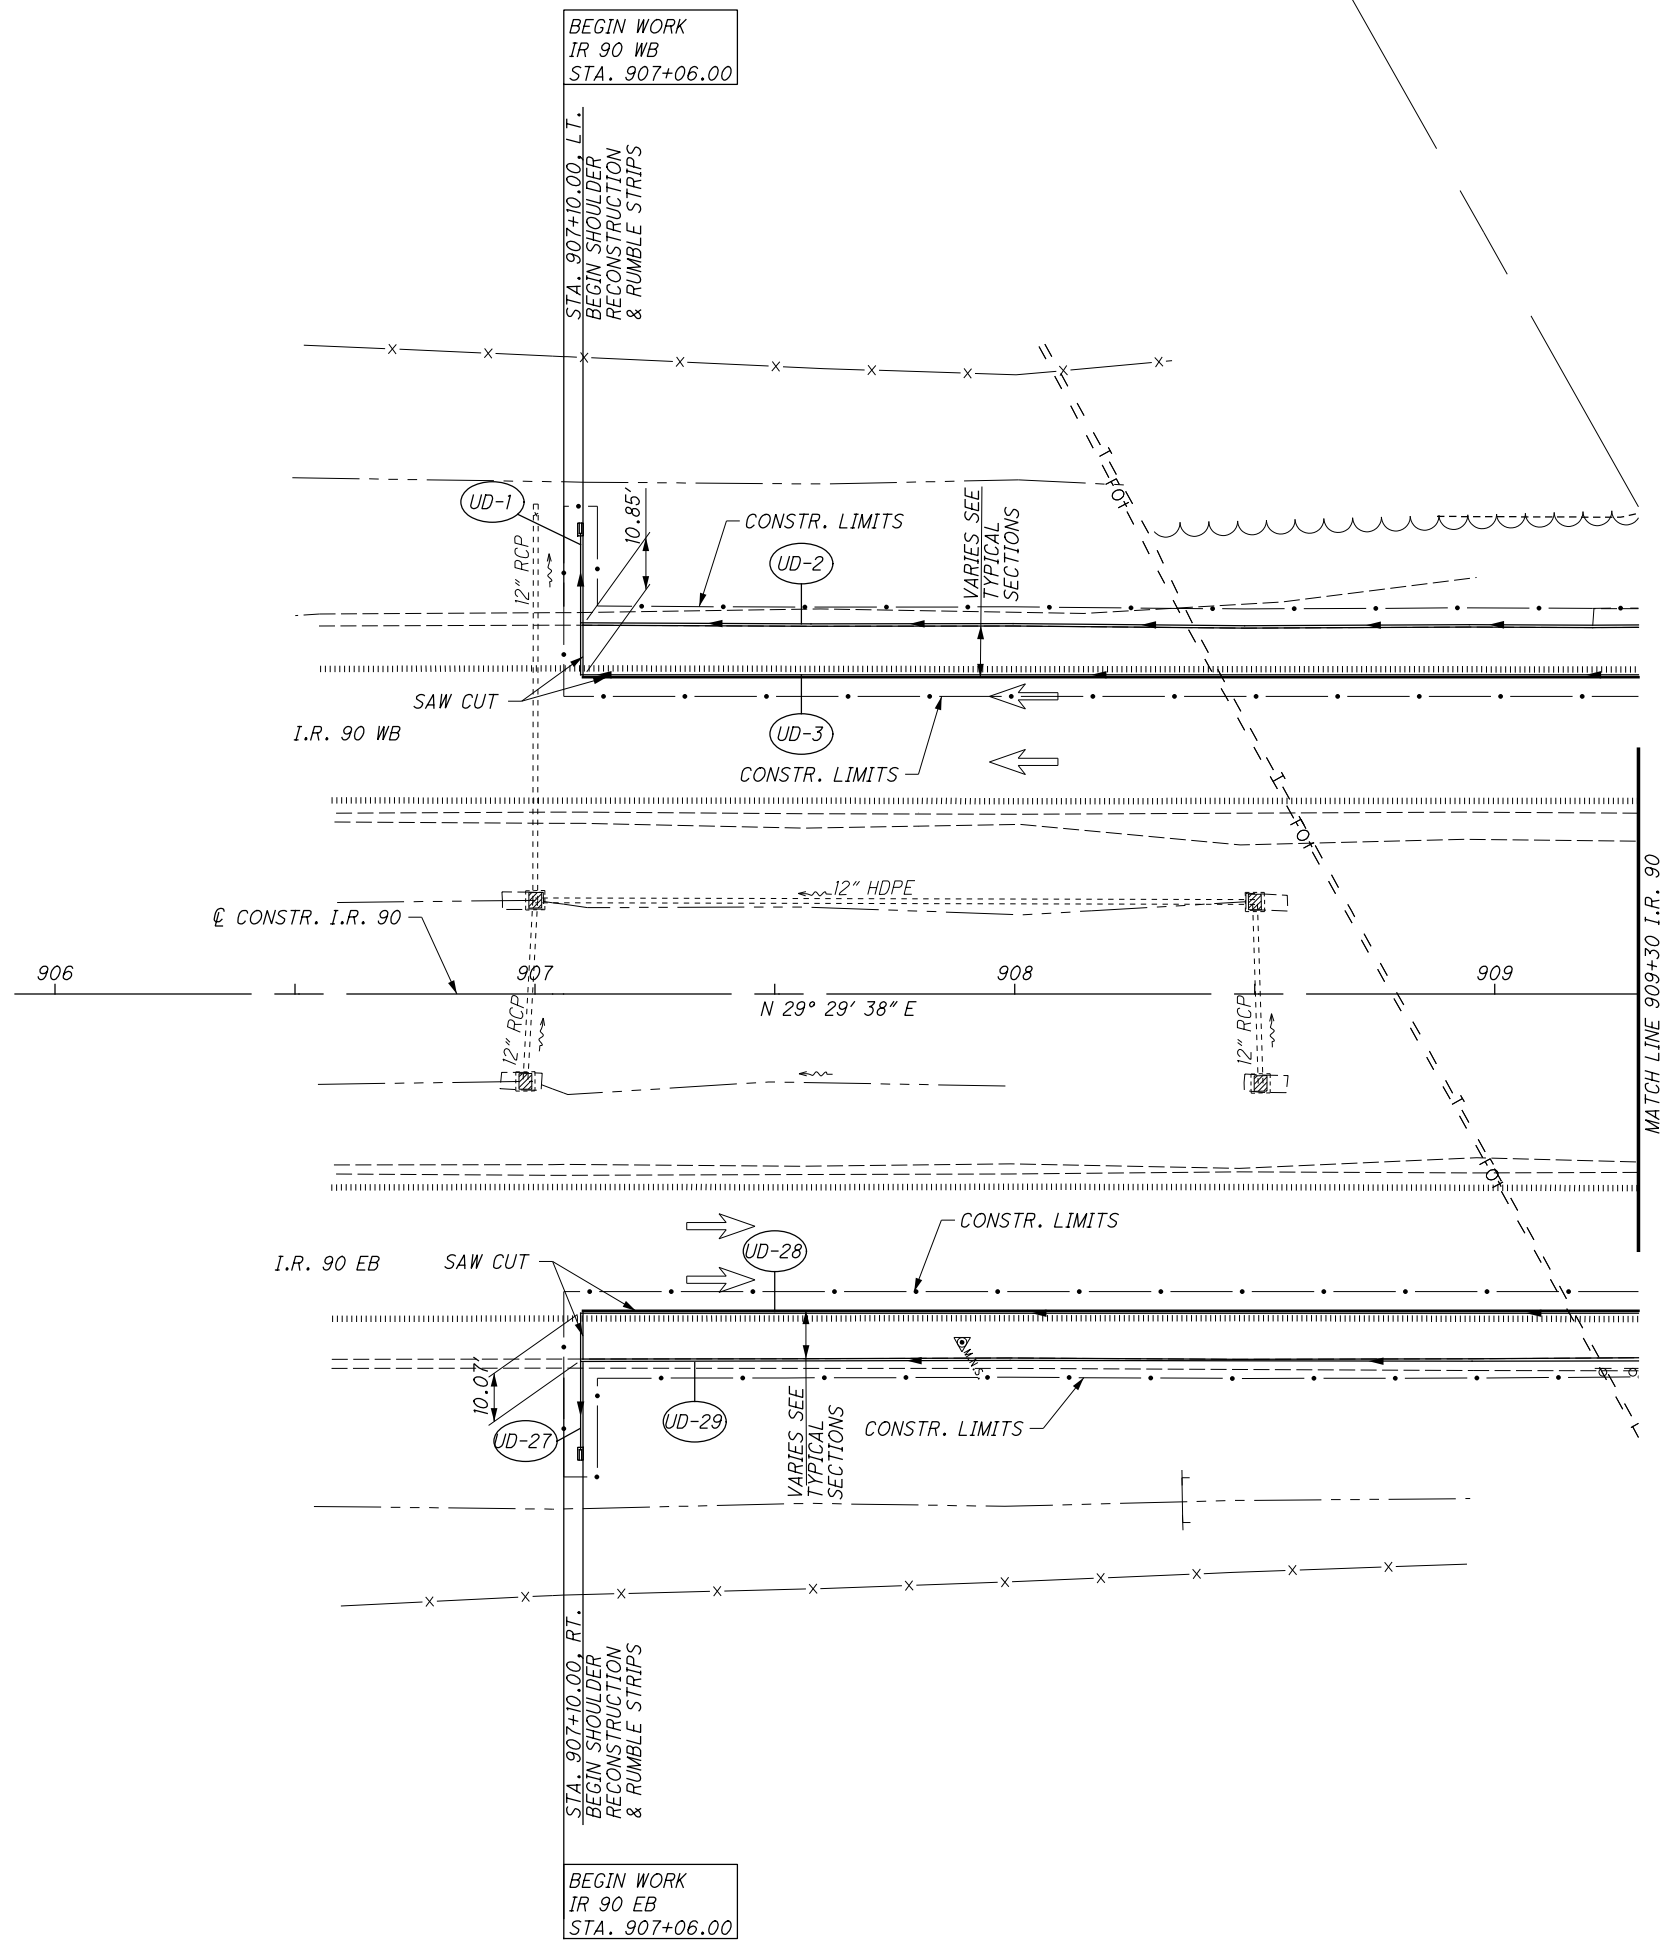 BEGIN WORK
IR 90 WB
STA. 907+06.00
STA. 907+10.00, LT.
BEGIN SHOULDER
RECONSTRUCTION
& RUMBLE STRIPS
X X X X X X X X X
T
FOT
UD-1
10.85'
CONSTR. LIMITS
VARIES SEE
TYPICAL
SECTIONS
12" RCP
UD-2
SAW CUT
I.R. 90 WB
UD-3
CONSTR. LIMITS
T
FOT
12" HDPE
℄ CONSTR. I.R. 90
MATCH LINE 909+30 I.R. 90
906
907
908
909
N 29° 29' 38" E
12" RCP
12" RCP
T
FOT
CONSTR. LIMITS
I.R. 90 EB
SAW CUT
UD-28
M.N.S.
10.07'
UD-29
VARIES SEE
TYPICAL
SECTIONS
CONSTR. LIMITS
T
UD-27
X X X X X X X X X X X
STA. 907+10.00, RT.
BEGIN SHOULDER
RECONSTRUCTION
& RUMBLE STRIPS
BEGIN WORK
IR 90 EB
STA. 907+06.00